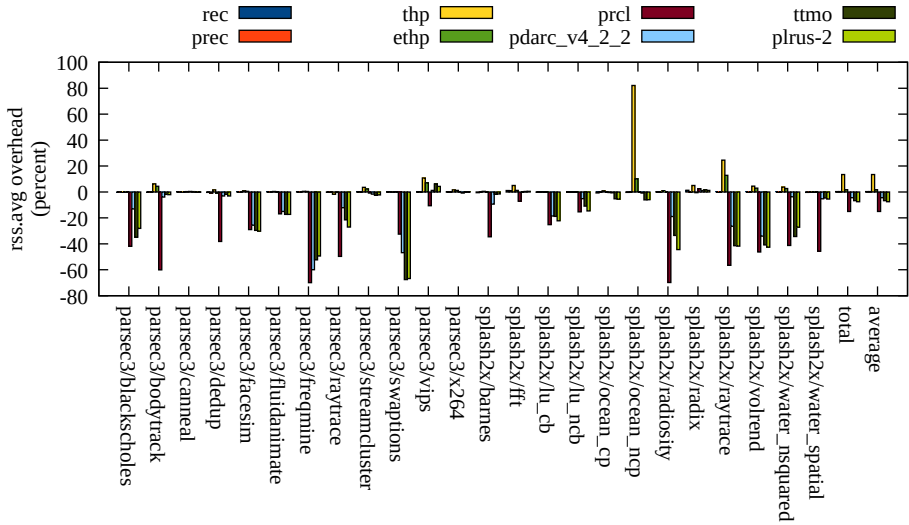 rec thp prcl ttmo
prec ethp pdarc_v4_2_2 plrus-2
rss.avg overhead
(percent)
100
80
60
40
20
0
-20
-40
-60
-80
parsec3/blackscholes
parsec3/bodytrack
parsec3/canneal
parsec3/dedup
parsec3/facesim
parsec3/fluidanimate
parsec3/freqmine
parsec3/raytrace
parsec3/streamcluster
parsec3/swaptions
parsec3/vips
parsec3/x264
splash2x/barnes
splash2x/fft
splash2x/lu_cb
splash2x/lu_ncb
splash2x/ocean_cp
splash2x/ocean_ncp
splash2x/radiosity
splash2x/radix
splash2x/raytrace
splash2x/volrend
splash2x/water_nsquared
splash2x/water_spatial
total
average